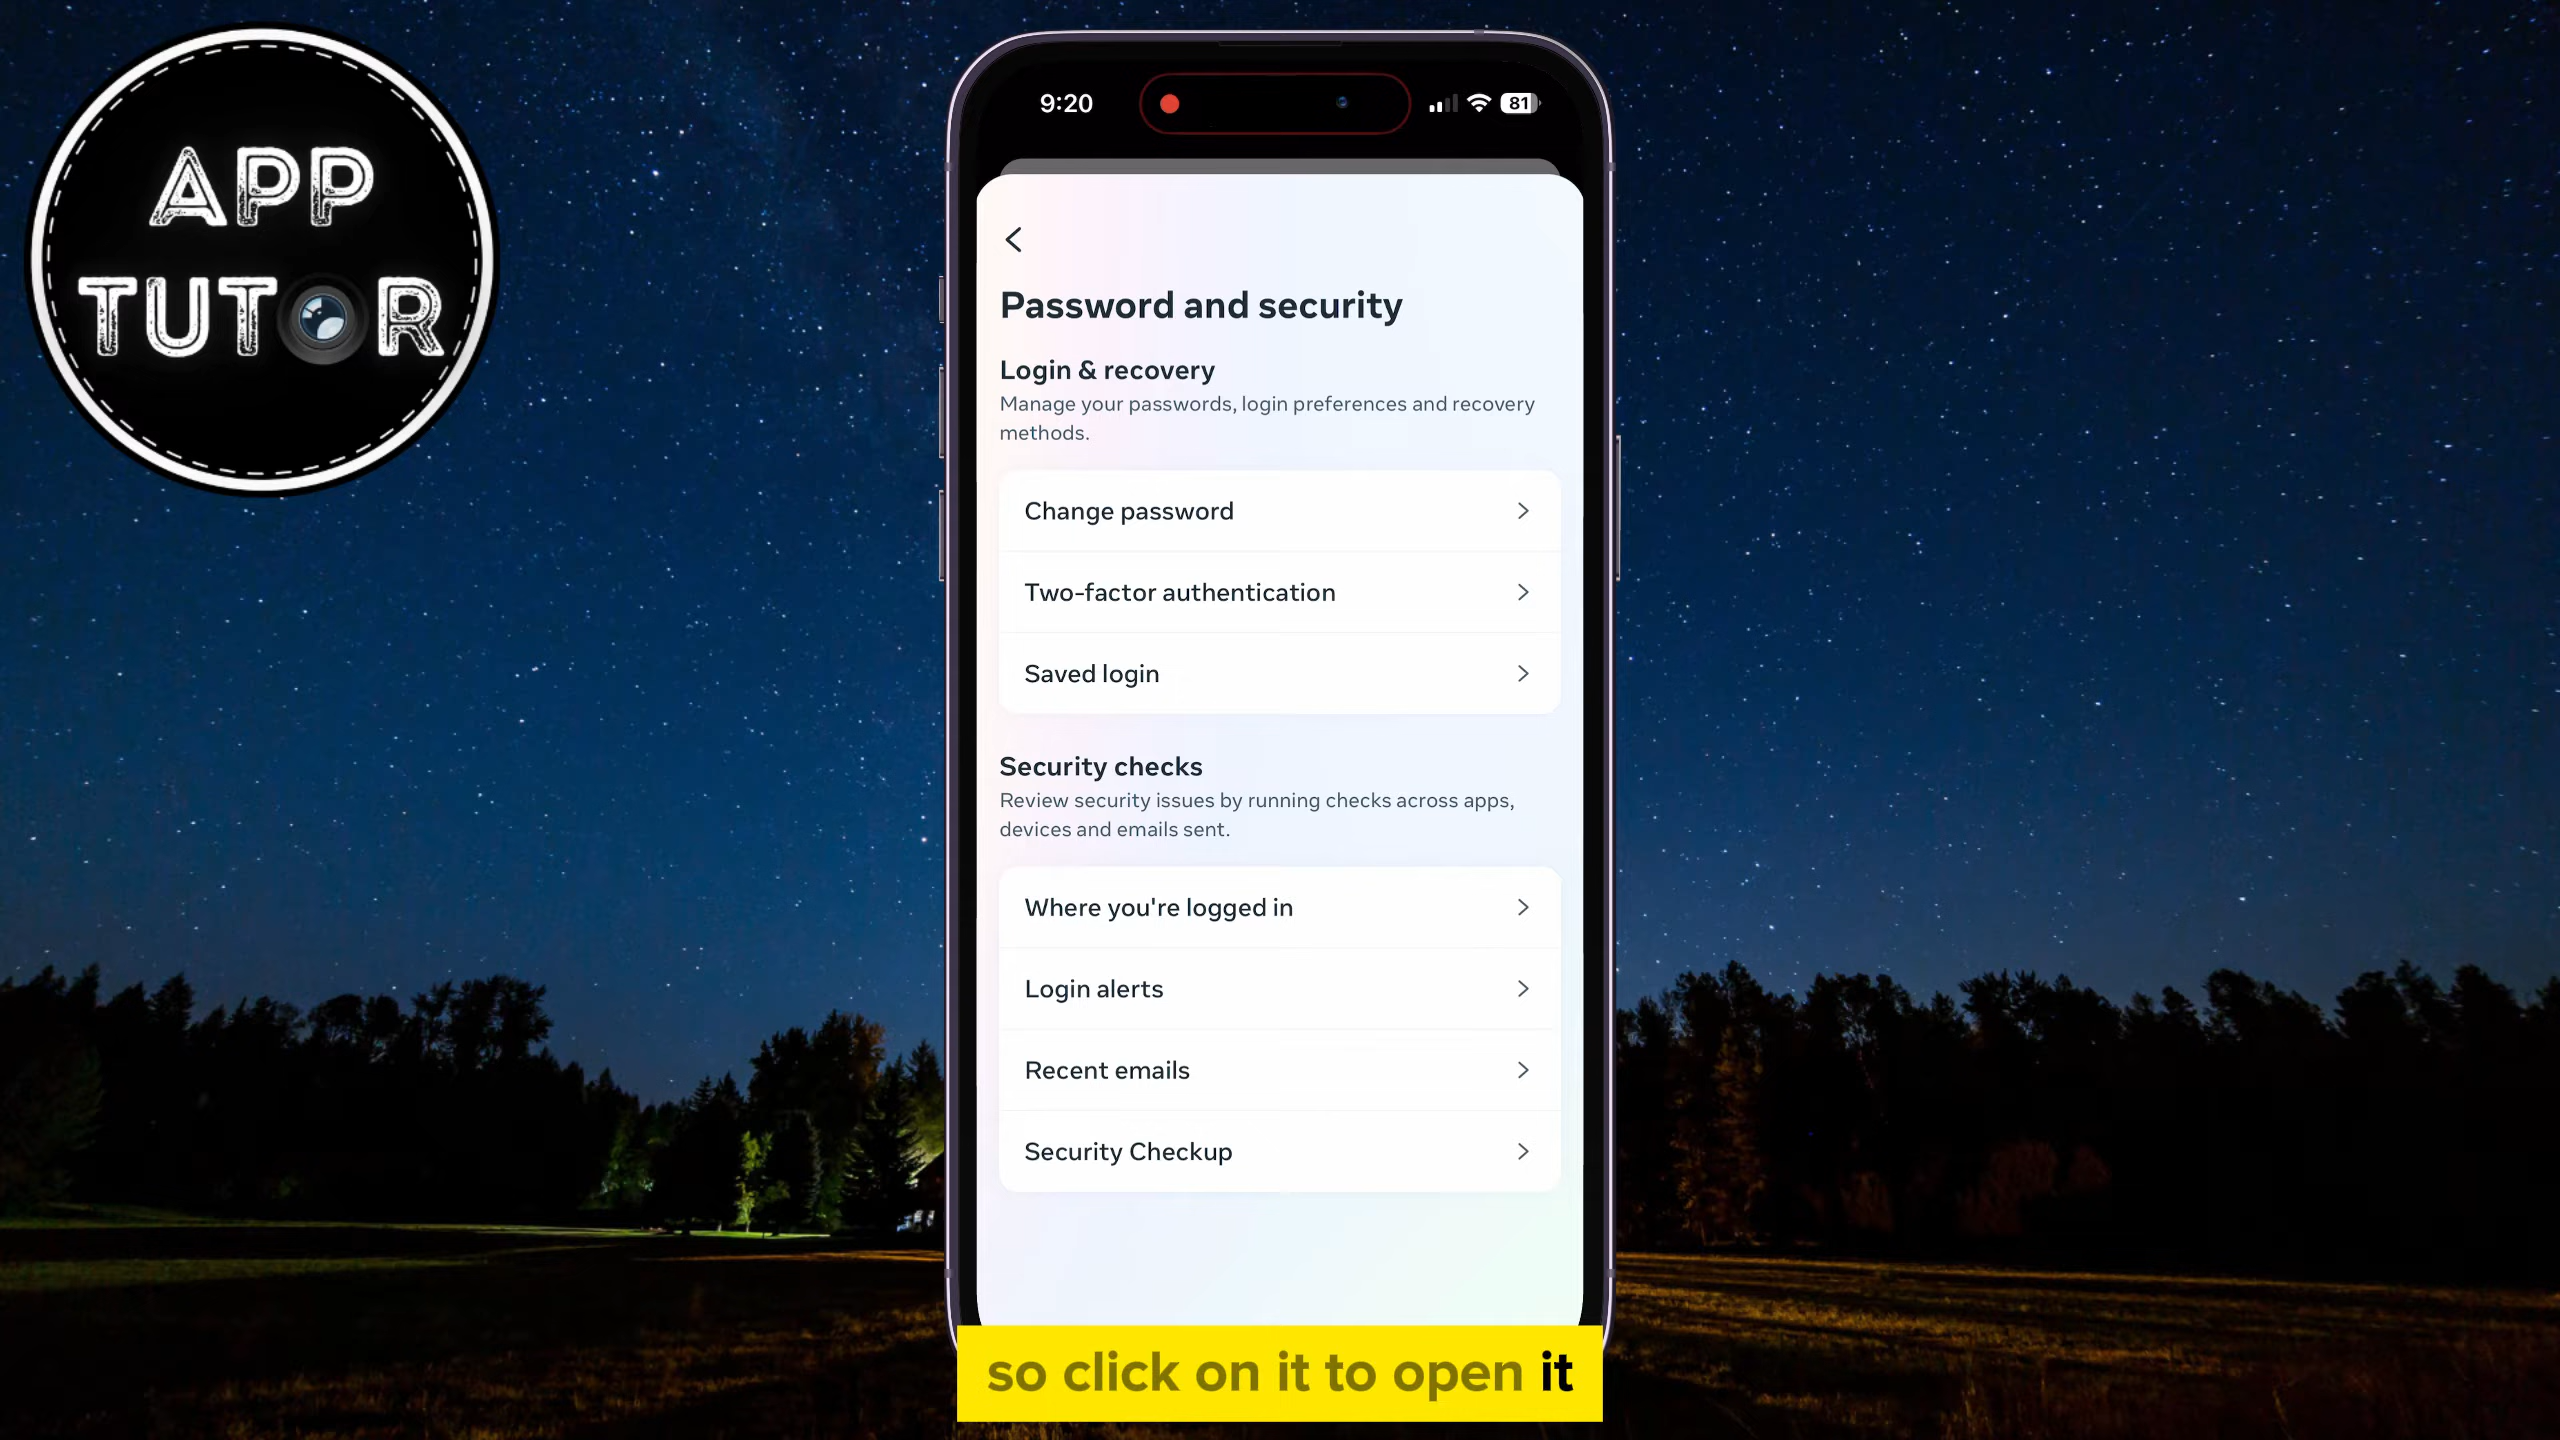 APP
TUTOR
9:20
81
Password and security
Login & recovery
Manage your passwords, login preferences and recovery
methods.
Change password
Two-factor authentication
Saved login
Security checks
Review security issues by running checks across apps,
devices and emails sent.
Where you're logged in
Login alerts
Recent emails
Security Checkup
so click on it to open it